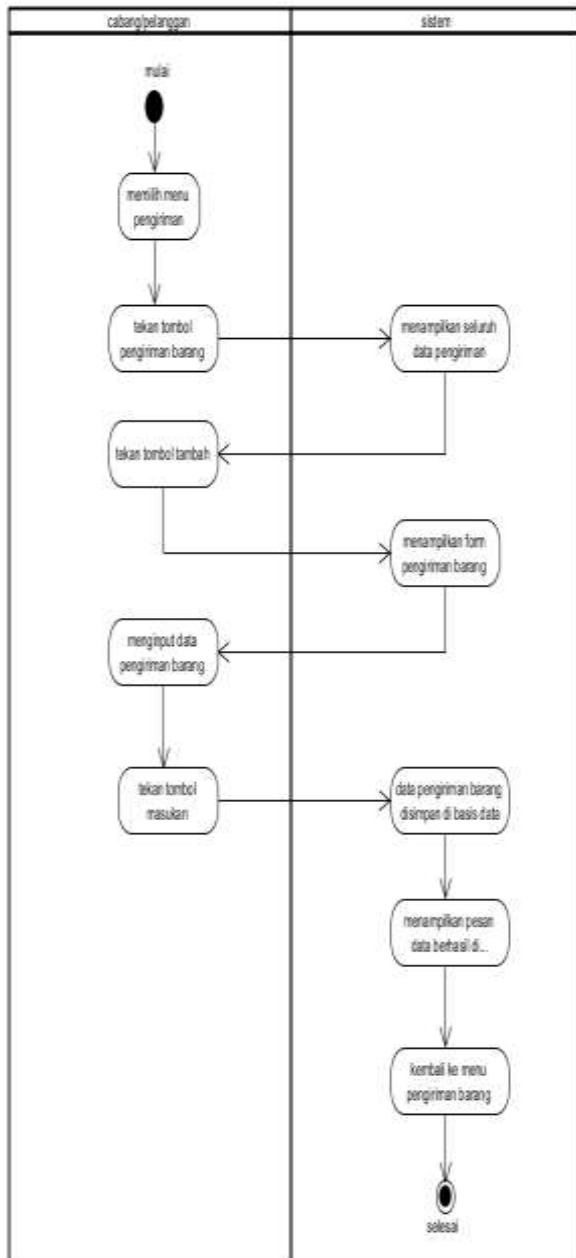 cabang/pelanggan
sistem
mulai
memilih menu
pengiriman
tekan tombol
pengiriman barang
menampilkan seluruh
data pengiriman
tekan tombol tambah
menampilkan form
pengiriman barang
menginput data
pengiriman barang
tekan tombol
masukan
data pengiriman barang
disimpan di basis data
menampilkan pesan
data berhasil di...
kembali ke menu
pengiriman barang
selesai